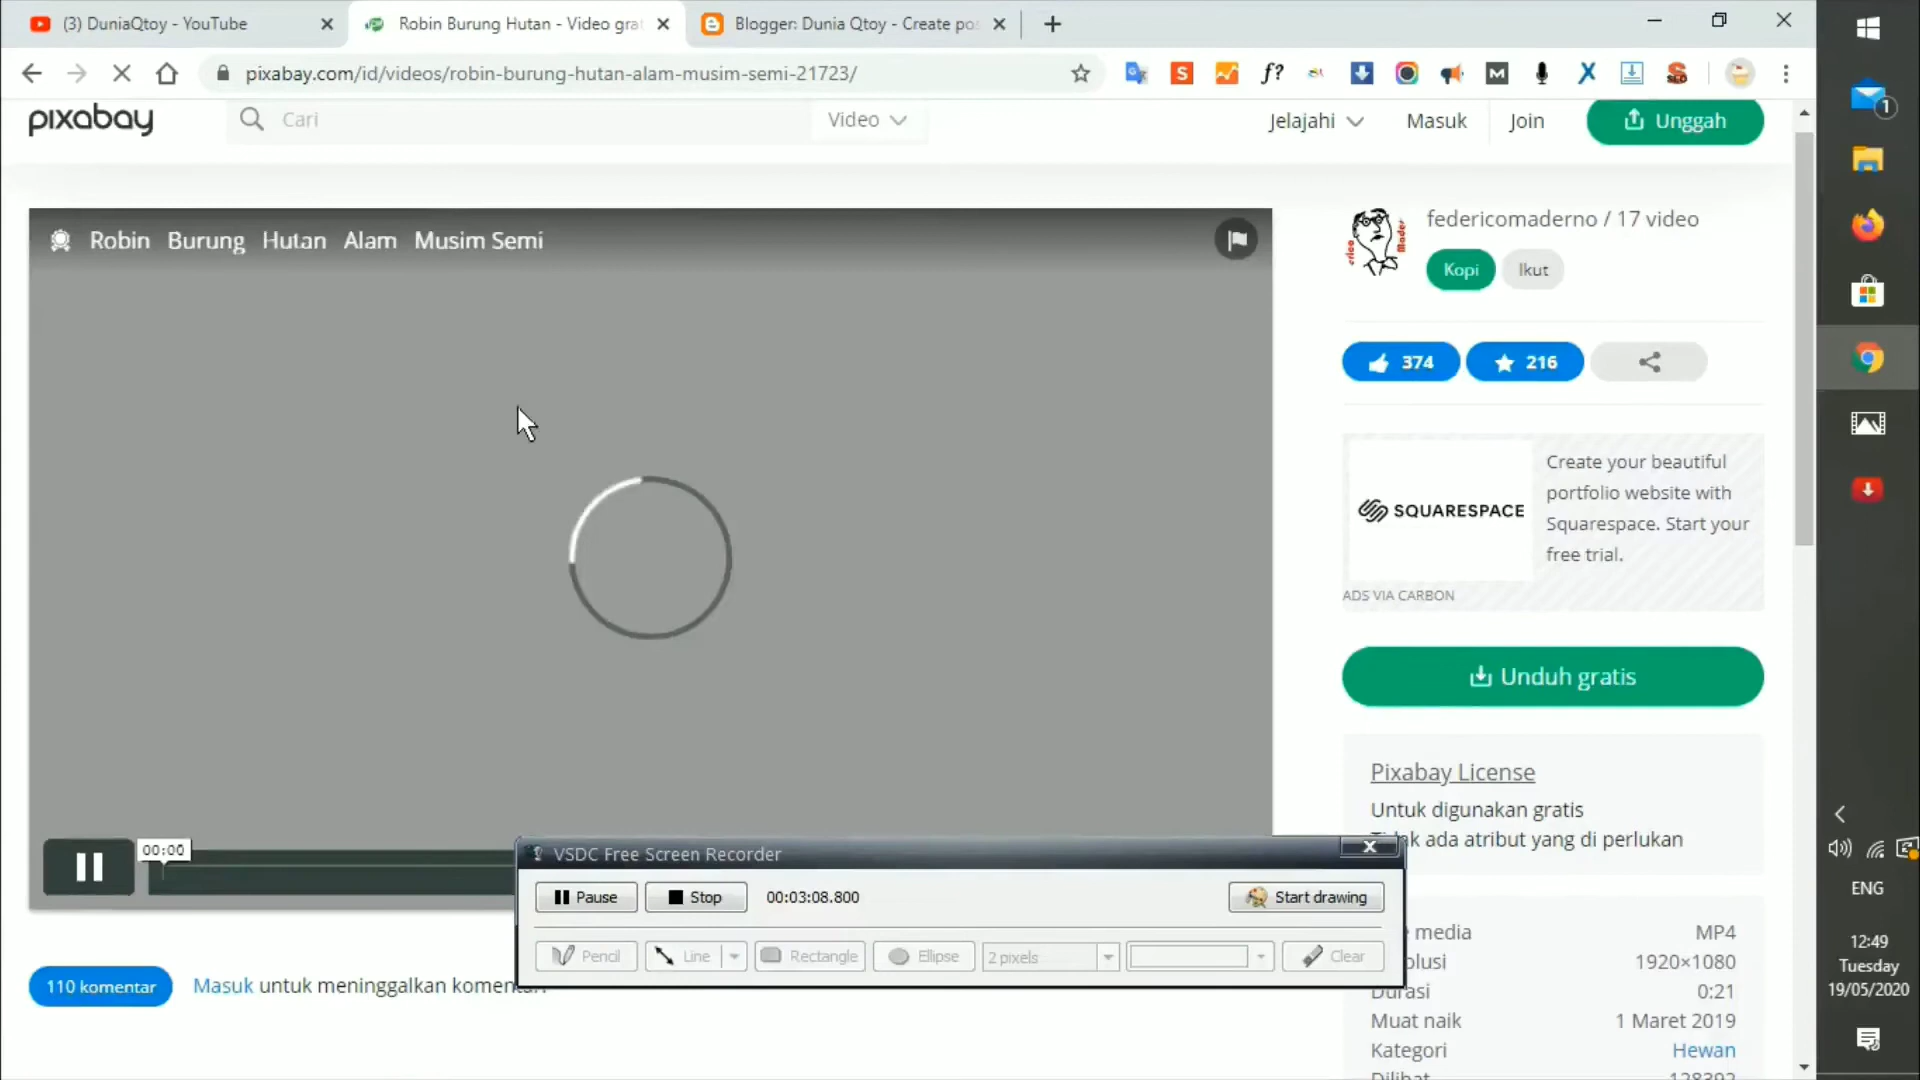 (3) DuniaQtoy - YouTube
Robin Burung Hutan - Video gra
Blogger: Dunia Qtoy - Create po
pixabay.com/id/videos/robin-burung-hutan-alam-musim-semi-21723/
pixabay
Cari
Video
Jelajahi
Masuk
Join
Unggah
Robin Burung Hutan Alam Musim Semi
federicomaderno / 17 video
Kopi
Ikut
374
216
SQUARESPACE
Create your beautiful
portfolio website with
Squarespace. Start your
free trial.
ADS VIA CARBON
Unduh gratis
Pixabay License
Untuk digunakan gratis
ada atribut yang di perlukan
00:00
VSDC Free Screen Recorder
Pause
Stop
00:03:08.800
Start drawing
Pencil
Line
Rectangle
Ellipse
2 pixels
Clear
110 komentar
Masuk untuk meninggalkan
media MP4
1920×1080
Durasi 0:21
Muat naik 1 Maret 2019
Kategori Hewan
1
ENG
12:49
Tuesday
19/05/2020